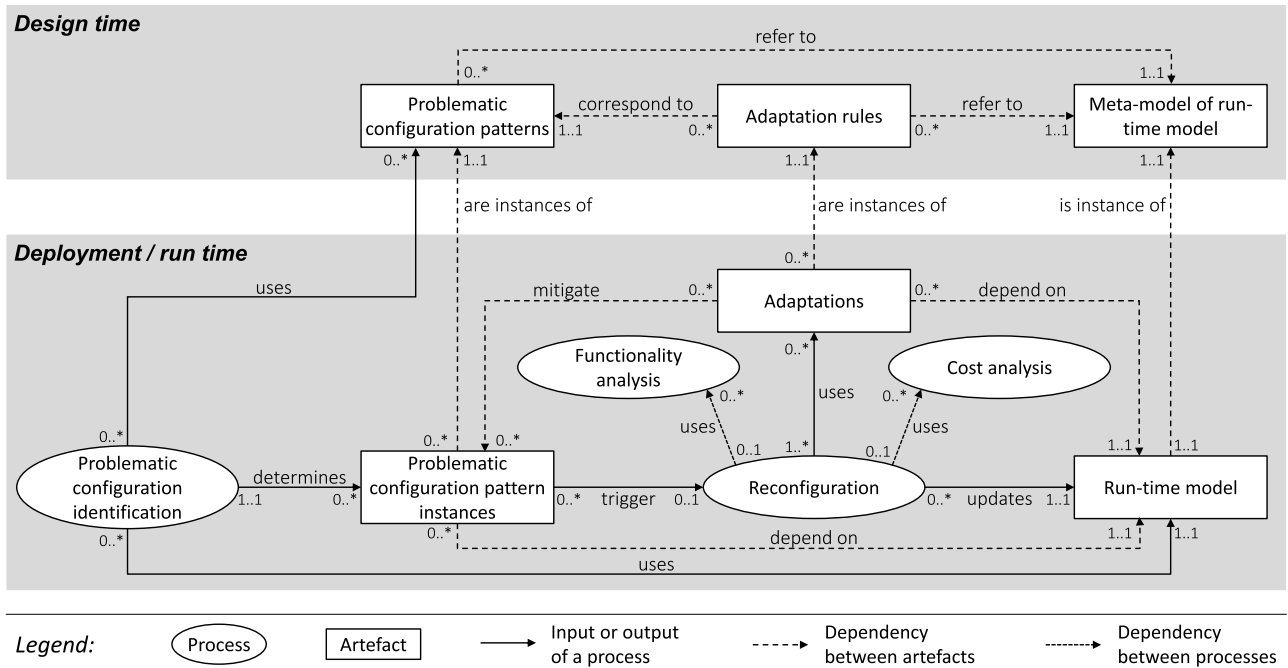 Design time
refer to
0..*
1..1
Problematic
configuration patterns
correspond to
1..1
0..*
Adaptation rules
refer to
0..*
1..1
Meta-model of run-
time model
0..*
1..1
1..1
1..1
are instances of
are instances of
is instance of
Deployment / run time
0..*
uses
mitigate
0..*
Adaptations
0..*
depend on
0..*
Functionality
analysis
Cost analysis
0..*
uses
0..*
uses
uses
0..*
0..*
0..*
0..1
1..*
0..1
1..1
1..1
Problematic
configuration
identification
determines
1..1
0..*
Problematic
configuration pattern
instances
0..*
trigger
0..1
Reconfiguration
0..*
updates
1..1
Run-time model
0..*
0..*
depend on
1..1
1..1
uses
Legend:
Process
Artefact
Input or output
of a process
Dependency
between artefacts
Dependency
between processes